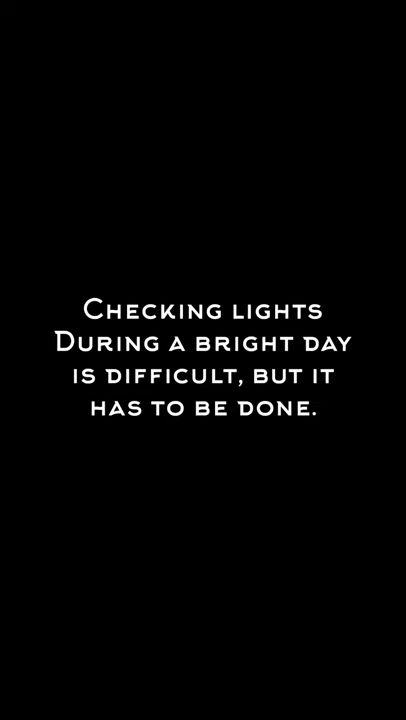 Checking lights
During a bright day
is difficult, but it
has to be done.